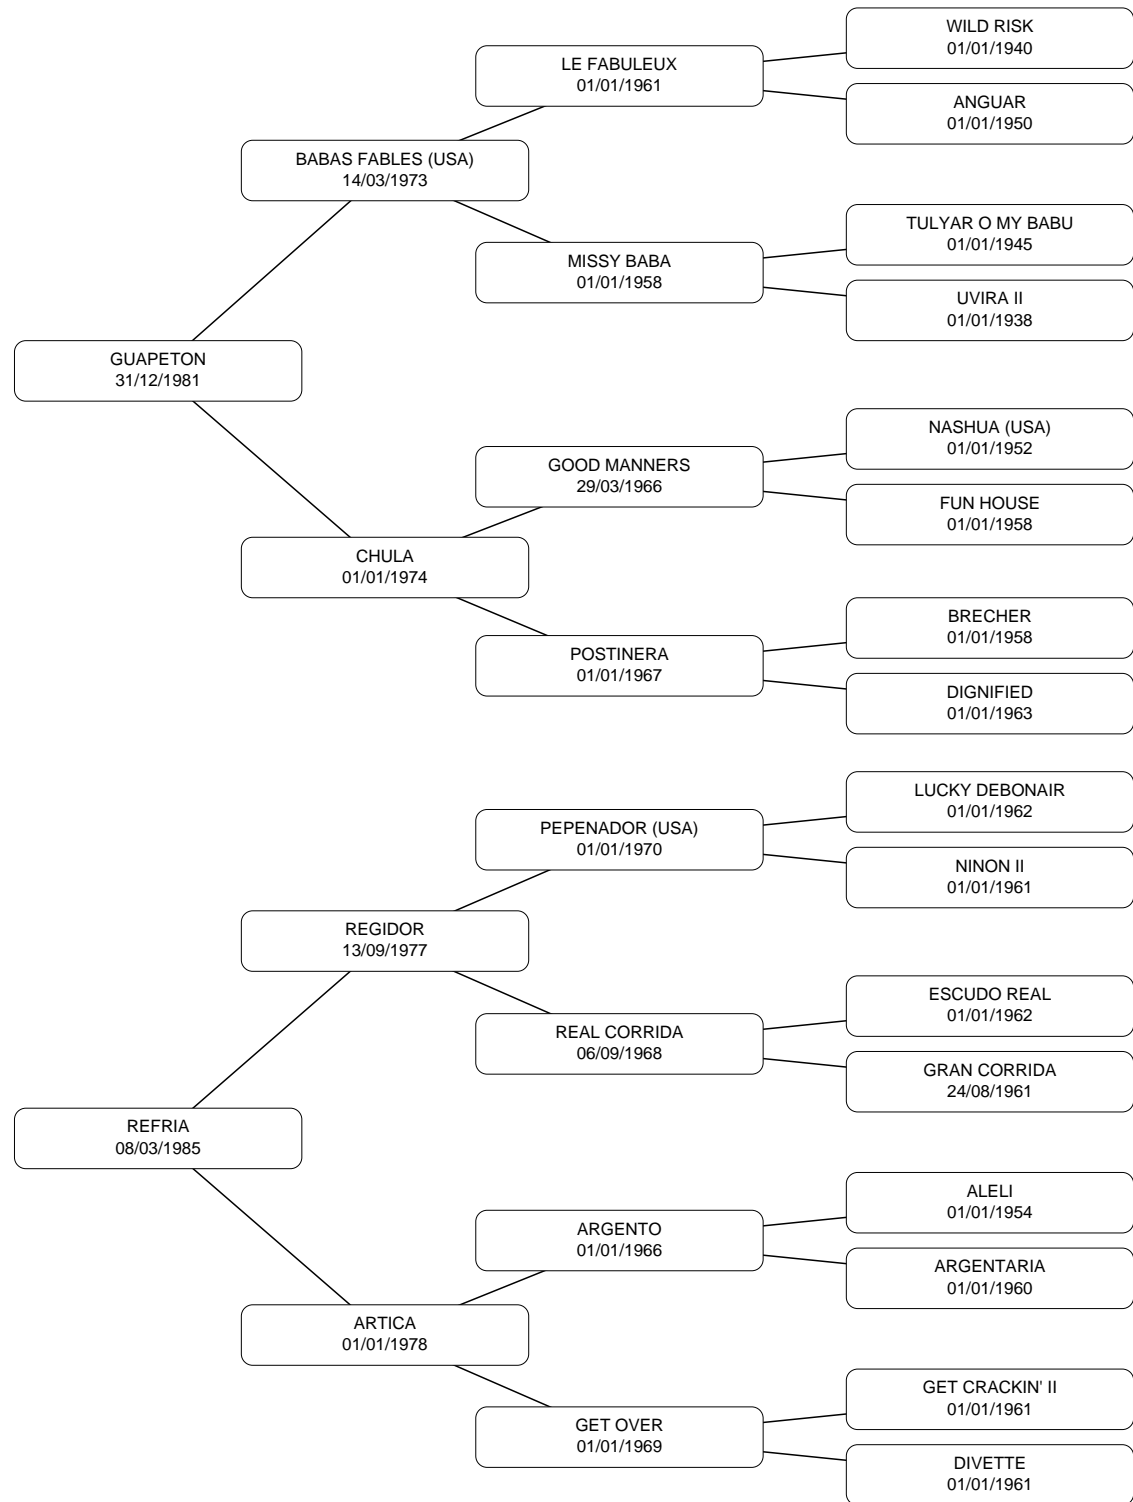 WILD RISK
01/01/1940
LE FABULEUX
01/01/1961
ANGUAR
01/01/1950
BABAS FABLES (USA)
14/03/1973
TULYAR O MY BABU
01/01/1945
MISSY BABA
01/01/1958
UVIRA II
01/01/1938
GUAPETON
31/12/1981
NASHUA (USA)
01/01/1952
GOOD MANNERS
29/03/1966
FUN HOUSE
01/01/1958
CHULA
01/01/1974
BRECHER
01/01/1958
POSTINERA
01/01/1967
DIGNIFIED
01/01/1963
LUCKY DEBONAIR
01/01/1962
PEPENADOR (USA)
01/01/1970
NINON II
01/01/1961
REGIDOR
13/09/1977
ESCUDO REAL
01/01/1962
REAL CORRIDA
06/09/1968
GRAN CORRIDA
24/08/1961
REFRIA
08/03/1985
ALELI
01/01/1954
ARGENTO
01/01/1966
ARGENTARIA
01/01/1960
ARTICA
01/01/1978
GET CRACKIN' II
01/01/1961
GET OVER
01/01/1969
DIVETTE
01/01/1961